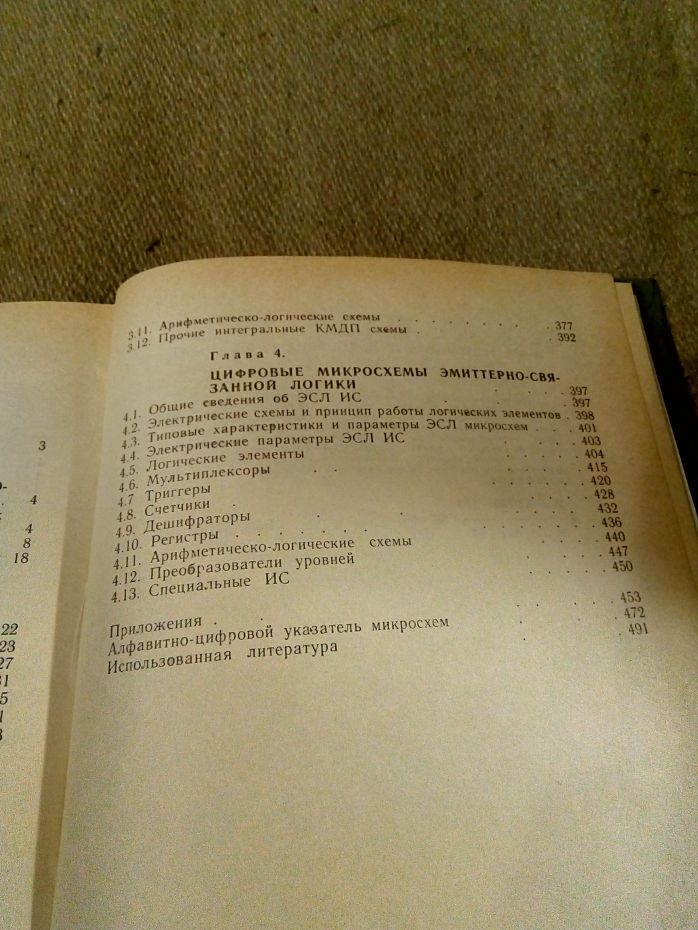 3
4
4
8
18
22
23
27
31
5
1
3
3.11. Арифметическо-логические схемы . . . . . . . . 377
3.12. Прочие интегральные КМДП схемы . . 392
Глава 4.
ЦИФРОВЫЕ МИКРОСХЕМЫ ЭМИТТЕРНО-СВЯ-
ЗАННОЙ ЛОГИКИ . . . 397
4.1. Общие сведения об ЭСЛ ИС . . . 397
4.2. Электрические схемы и принцип работы логических элементов . 398
4.3. Типовые характеристики и параметры ЭСЛ микросхем . . . 401
4.4. Электрические параметры ЭСЛ ИС . . . . 403
4.5. Логические элементы . . . . . 404
4.6. Мультиплексоры . . . . . . 415
4.7 Триггеры . . . . . 420
4.8. Счетчики . . . . . 428
4.9. Дешифраторы . . . . . . 432
4.10. Регистры . . . . . . . . 436
4.11. Арифметическо-логические схемы . . . . . 440
4.12. Преобразователи уровней . . . . . 447
4.13. Специальные ИС . . . . . 450
Приложения . . . . . . . 453
Алфавитно-цифровой указатель микросхем . . . . 472
Использованная литература . . . . . 491